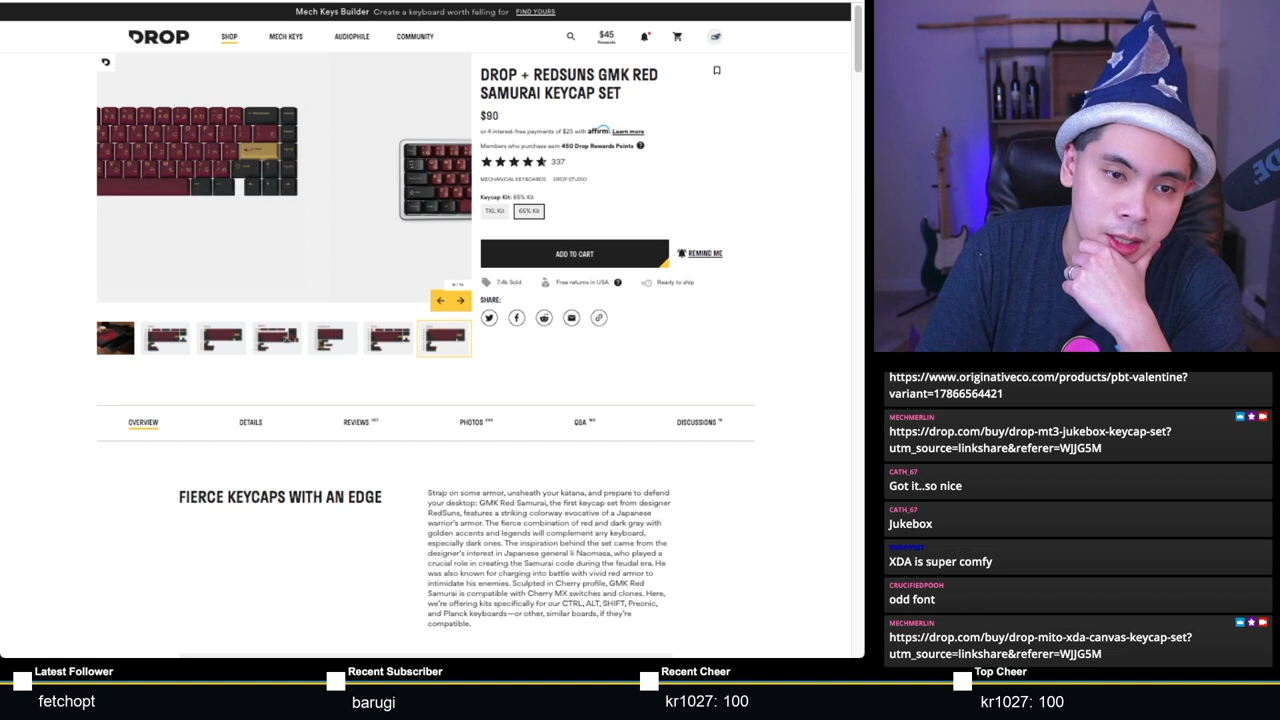 Mech Keys Builder Create a keyboard worth falling for FIND YOURS
DROP
SHOP
MECH KEYS
AUDIOPHILE
COMMUNITY
$45
Rewards
DROP + REDSUNS GMK RED
SAMURAI KEYCAP SET
$90
or 4 interest-free payments of $23 with affirm Learn more
Members who purchase earn 450 Drop Rewards Points
337
MECHANICAL KEYBOARDS DROP STUDIO
Keycap Kit: 65% Kit
TKL Kit
65% Kit
ADD TO CART
REMIND ME
7.4k Sold
Free returns in USA
Ready to ship
SHARE:
OVERVIEW
DETAILS
REVIEWS
PHOTOS
Q&A
DISCUSSIONS
FIERCE KEYCAPS WITH AN EDGE
Strap on some armor, unsheath your katana, and prepare to defend
your desktop: GMK Red Samurai, the first keycap set from designer
RedSuns, features a striking colorway evocative of a Japanese
warrior's armor. The fierce combination of red and dark gray with
golden accents and legends will complement any keyboard,
especially dark ones. The inspiration behind the set came from the
designer's interest in Japanese general Ii Naomasa, who played a
crucial role in creating the Samurai code during the feudal era. He
was also known for charging into battle with vivid red armor to
intimidate his enemies. Sculpted in Cherry profile, GMK Red
Samurai is compatible with Cherry MX switches and clones. Here,
we're offering kits specifically for our CTRL, ALT, SHIFT, Preonic,
and Planck keyboards—or other, similar boards, if they're
compatible.
https://www.originativeco.com/products/pbt-valentine?
variant=17866564421
MECHMERLIN
https://drop.com/buy/drop-mt3-jukebox-keycap-set?
utm_source=linkshare&referer=WJJG5M
CATH_67
Got it..so nice
CATH_67
Jukebox
XDA is super comfy
CRUCIFIEDPOOH
odd font
MECHMERLIN
https://drop.com/buy/drop-mito-xda-canvas-keycap-set?
utm_source=linkshare&referer=WJJG5M
Latest Follower
fetchopt
Recent Subscriber
barugi
Recent Cheer
kr1027: 100
Top Cheer
kr1027: 100